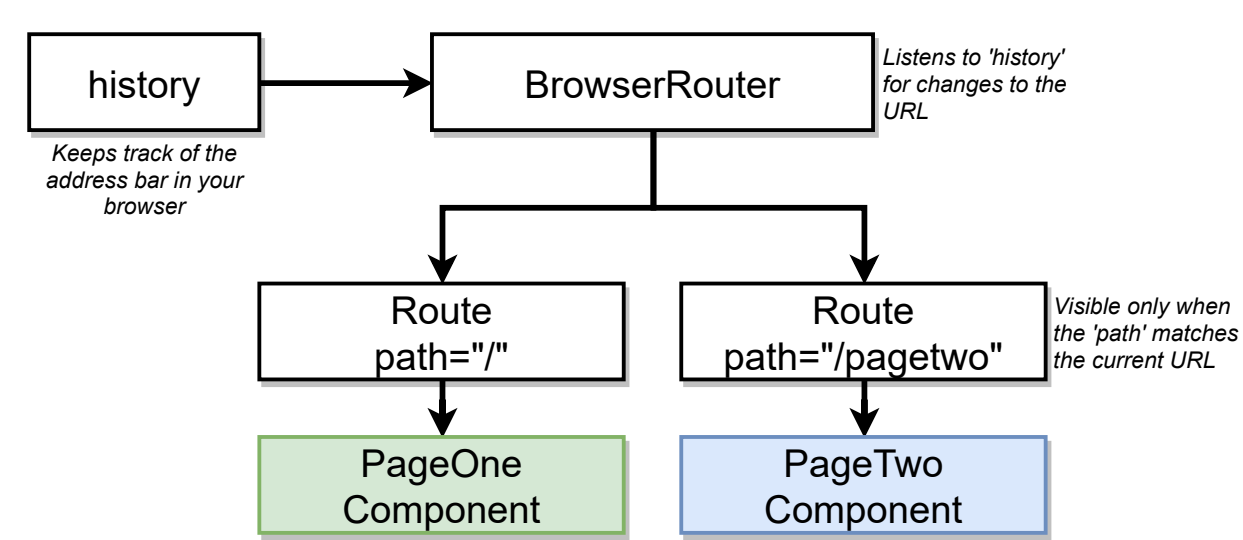 history
BrowserRouter
Listens to 'history'
for changes to the
URL
Keeps track of the
address bar in your
browser
Route
path="/"
Route
path="/pagetwo"
Visible only when
the 'path' matches
the current URL
PageOne
Component
PageTwo
Component